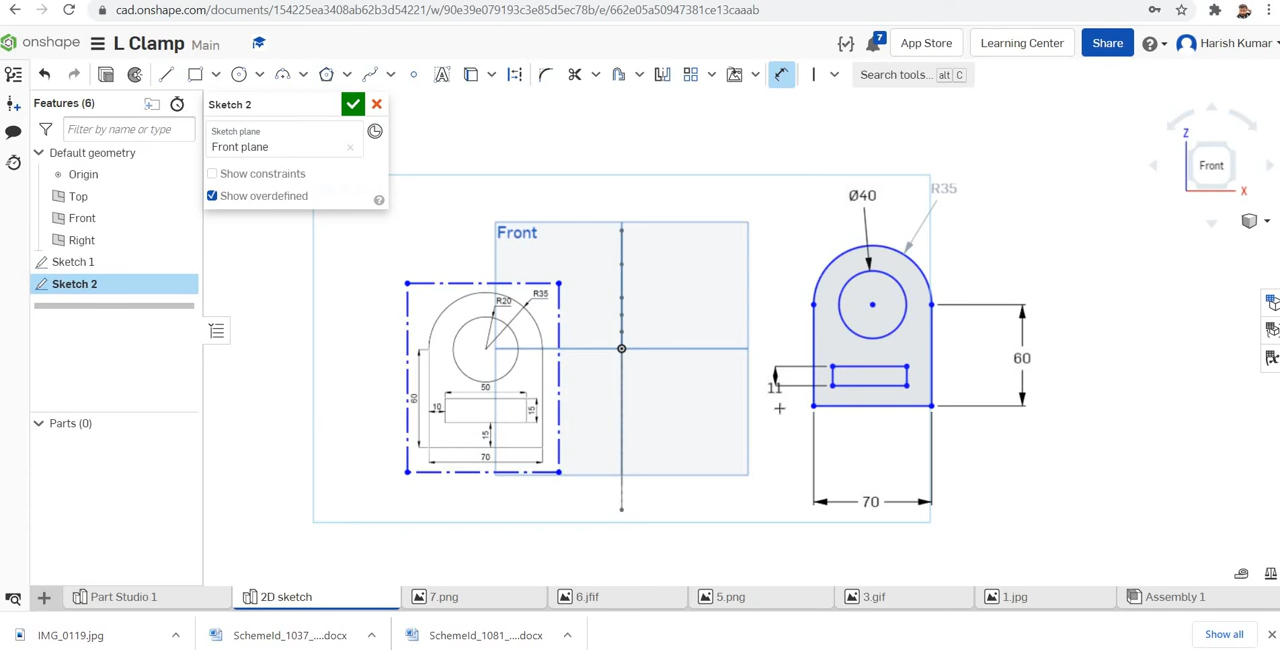 cad.onshape.com/documents/154225ea3408ab62b3d54221/w/90e39e079193c3e85d5ec78b/e/662e05a50947381ce13caaab
onshape L Clamp Main 7 App Store Learning Center Share Harish Kumar
Search tools... alt C
Features (6)
Filter by name or type
Default geometry
Origin
Top
Front
Right
Sketch 1
Sketch 2
Parts (0)
Sketch 2
Sketch plane
Front plane
Show constraints
Show overdefined
Front
R20
R35
60
50
10
15
15
70
Ø40
R35
60
11
70
Z
Front
X
Part Studio 1 2D sketch 7.png 6.jfif 5.png 3.gif 1.jpg Assembly 1
IMG_0119.jpg SchemeId_1037_....docx SchemeId_1081_....docx Show all